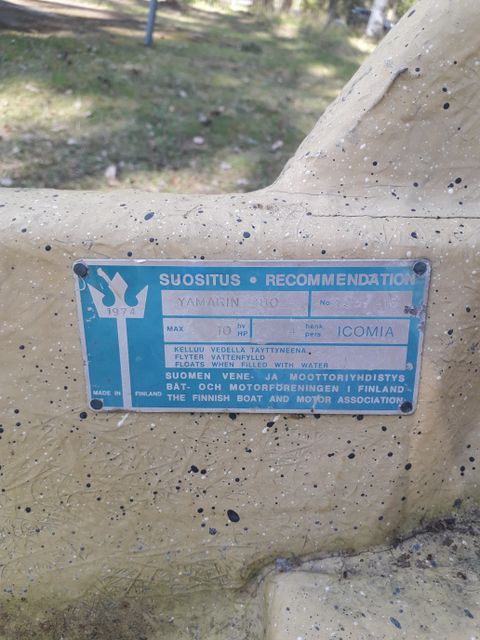 SUOSITUS • RECOMMENDATION
1974
YAMARIN No
MAX 10 hv HP 4 henk pers ICOMIA
KELLUU VEDELLÄ TÄYTTYNEENÄ
FLYTER VATTENFYLLD
FLOATS WHEN FILLED WITH WATER
SUOMEN VENE- JA MOOTTORIYHDISTYS
BÅT- OCH MOTORFÖRENINGEN I FINLAND
MADE IN FINLAND THE FINNISH BOAT AND MOTOR ASSOCIATION